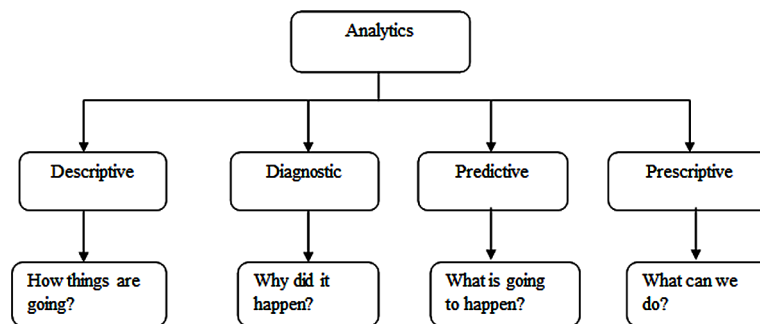 Analytics
Descriptive
Diagnostic
Predictive
Prescriptive
How things are
going?
Why did it
happen?
What is going
to happen?
What can we
do?